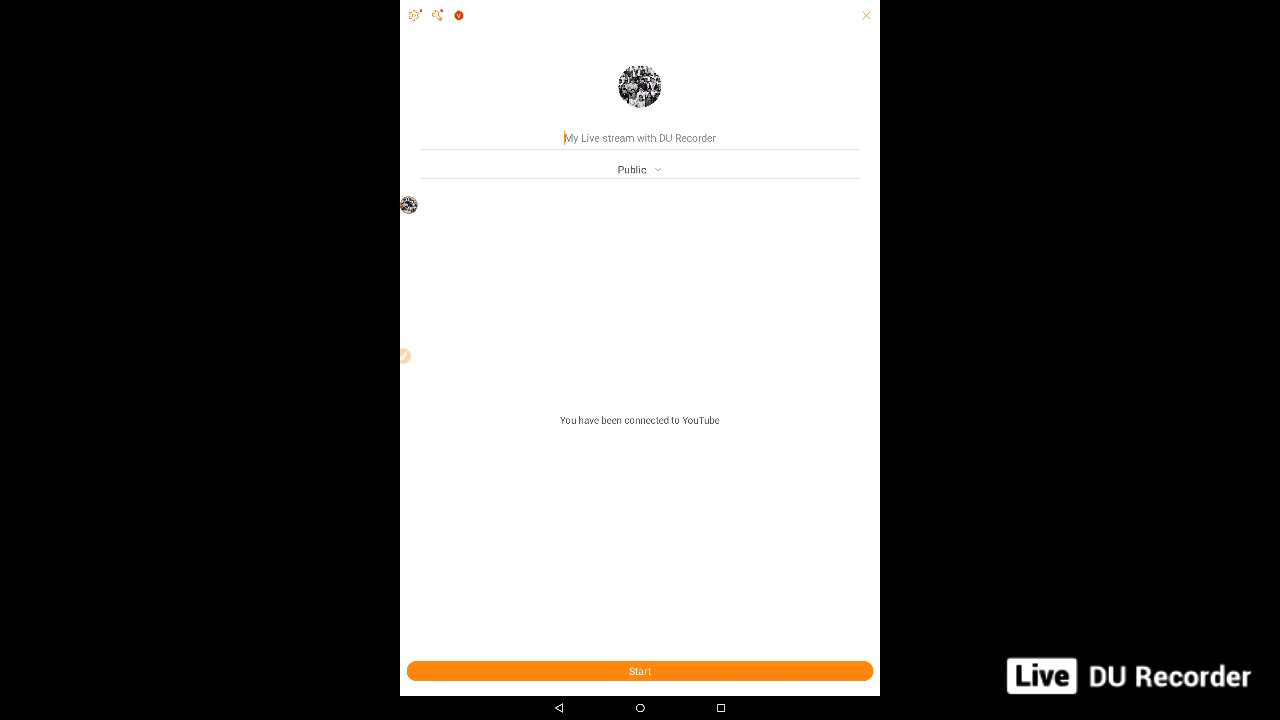 My Live stream with DU Recorder
Public
You have been connected to YouTube
Start
Live DU Recorder